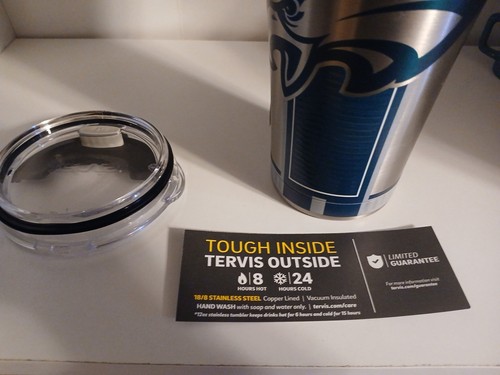 TOUGH INSIDE
TERVIS OUTSIDE
8 HOURS HOT
24 HOURS COLD
18/8 STAINLESS STEEL Copper Lined | Vacuum Insulated
HAND WASH with soap and water only. | tervis.com/care
*12oz stainless tumbler keeps drinks hot for 6 hours and cold for 15 hours
LIMITED
GUARANTEE
For more information visit
tervis.com/guarantee